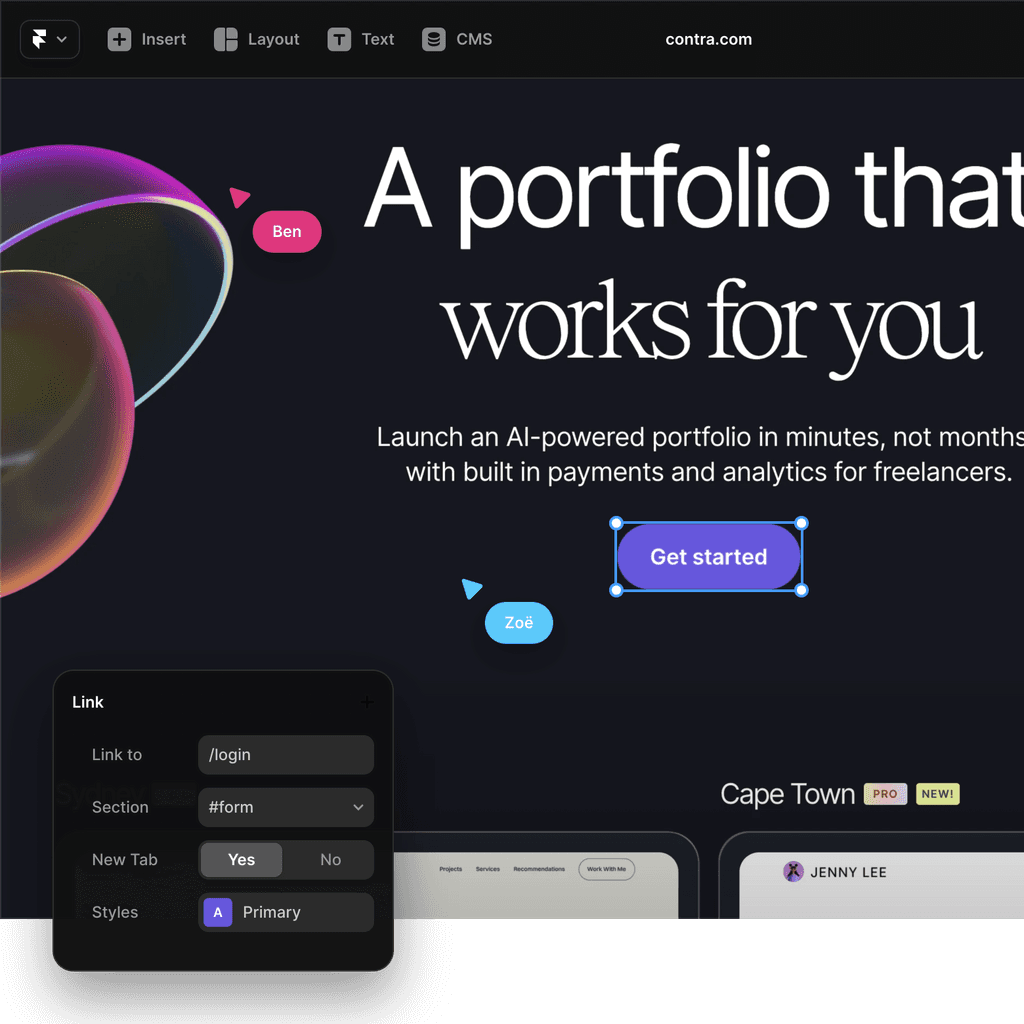 Insert Layout Text CMS contra.com
A portfolio that
Ben
works for you
Launch an AI-powered portfolio in minutes, not months
with built in payments and analytics for freelancers.
Get started
Zoë
Link
Link to /login
Section #form
New Tab Yes No
Styles A Primary
Cape Town PRO NEW!
Projects Services Recommendations Work With Me
JENNY LEE